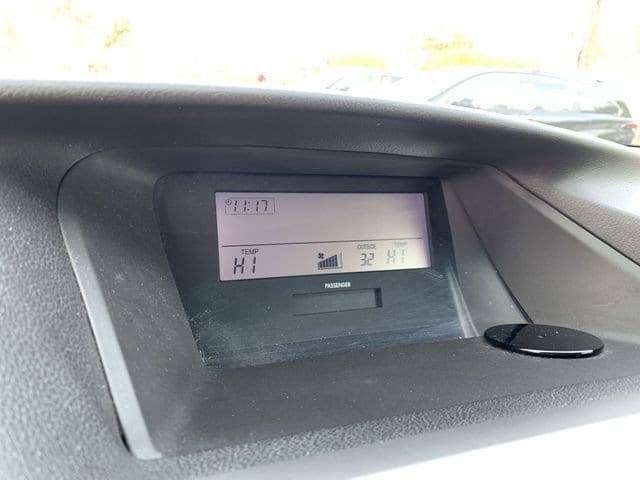 11:17
TEMP OUTSIDE TEMP
HI 32 HI
PASSENGER